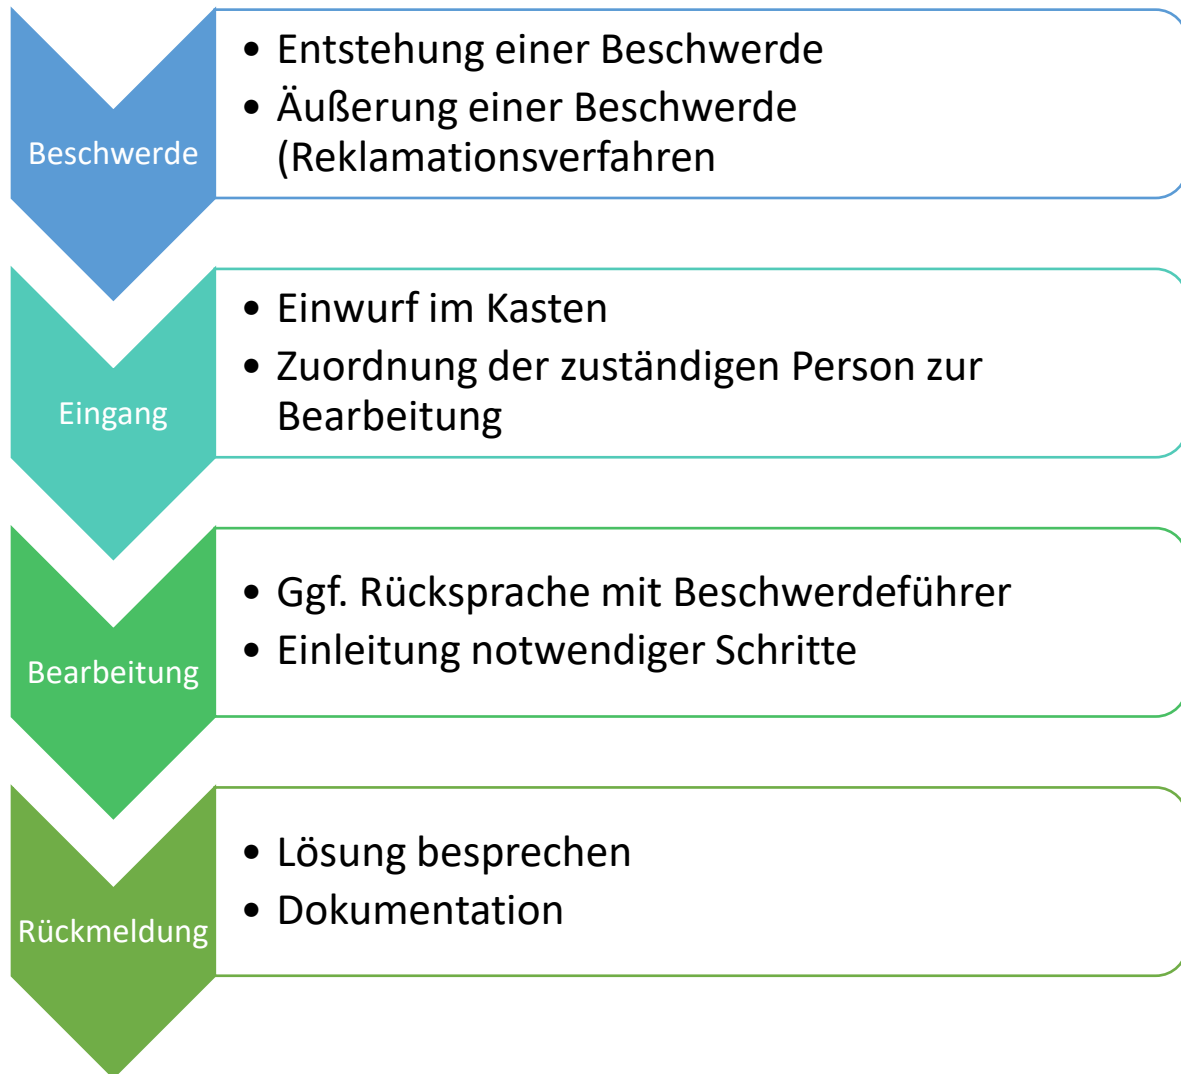 Beschwerde
• Entstehung einer Beschwerde
• Äußerung einer Beschwerde
(Reklamationsverfahren
Eingang
• Einwurf im Kasten
• Zuordnung der zuständigen Person zur
Bearbeitung
Bearbeitung
• Ggf. Rücksprache mit Beschwerdeführer
• Einleitung notwendiger Schritte
Rückmeldung
• Lösung besprechen
• Dokumentation